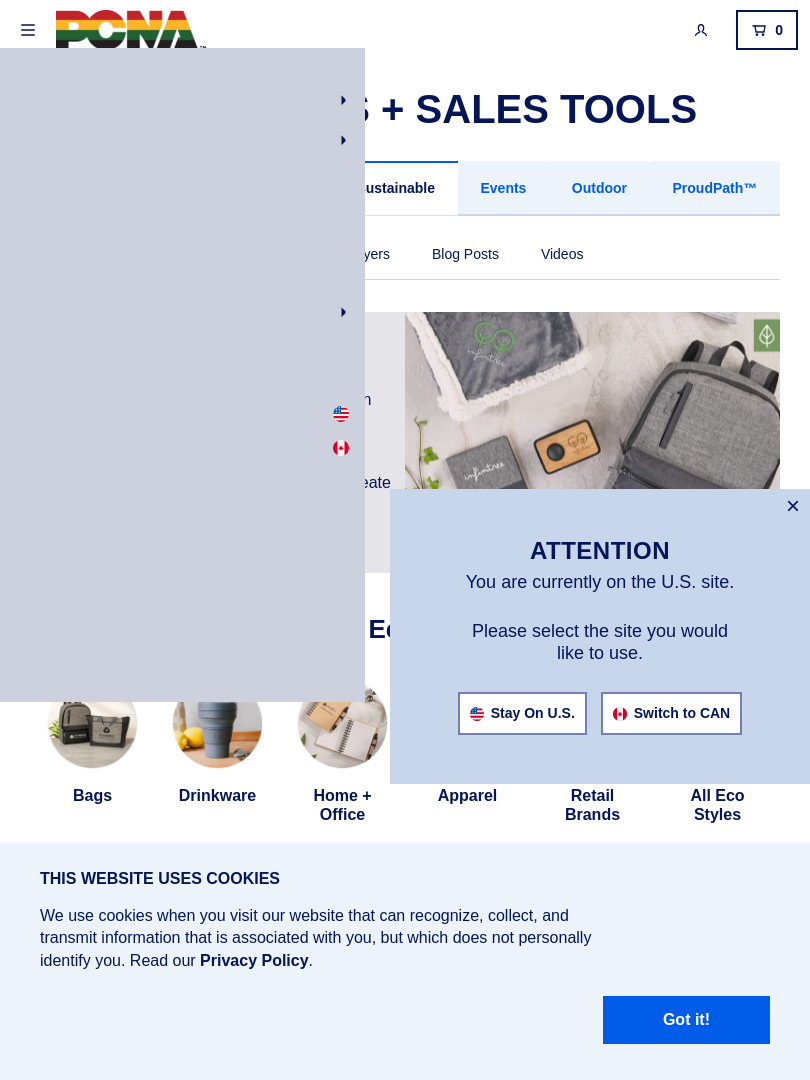 PCNA™
0
S + SALES TOOLS
ustainable
Events
Outdoor
ProudPath™
yers
Blog Posts
Videos
n
eate
infinitree
infinitree
ATTENTION
You are currently on the U.S. site.
Please select the site you would
like to use.
Stay On U.S.
Switch to CAN
Ec
Bags
Drinkware
Home +
Office
Apparel
Retail
Brands
All Eco
Styles
THIS WEBSITE USES COOKIES
We use cookies when you visit our website that can recognize, collect, and
transmit information that is associated with you, but which does not personally
identify you. Read our Privacy Policy.
Got it!